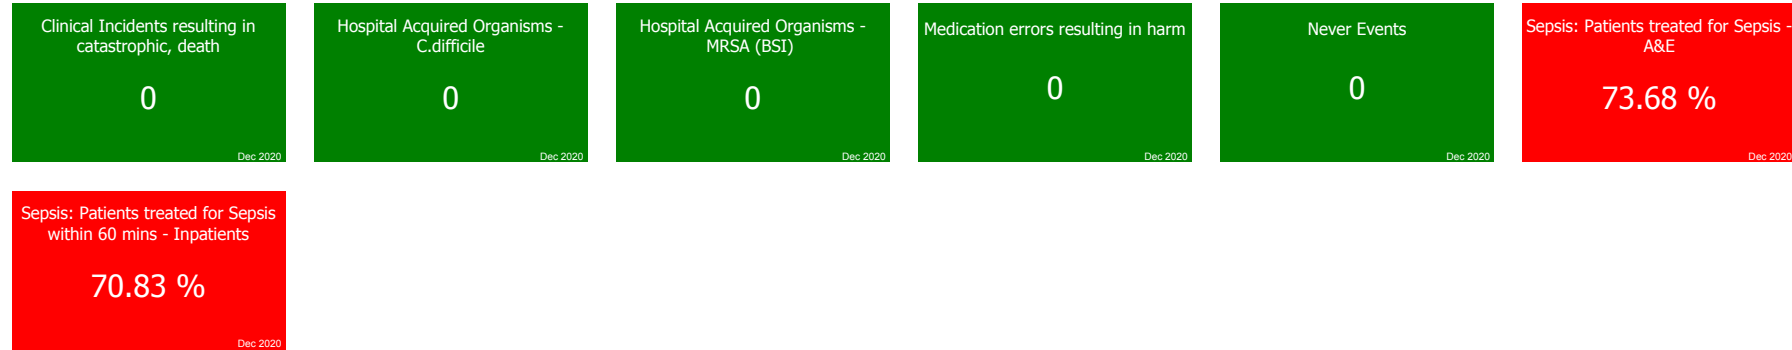 Clinical Incidents resulting in
catastrophic, death
0
Dec 2020
Hospital Acquired Organisms -
C.difficile
0
Dec 2020
Hospital Acquired Organisms -
MRSA (BSI)
0
Dec 2020
Medication errors resulting in harm
0
Dec 2020
Never Events
0
Dec 2020
Sepsis: Patients treated for Sepsis -
A&E
73.68 %
Dec 2020
Sepsis: Patients treated for Sepsis
within 60 mins - Inpatients
70.83 %
Dec 2020